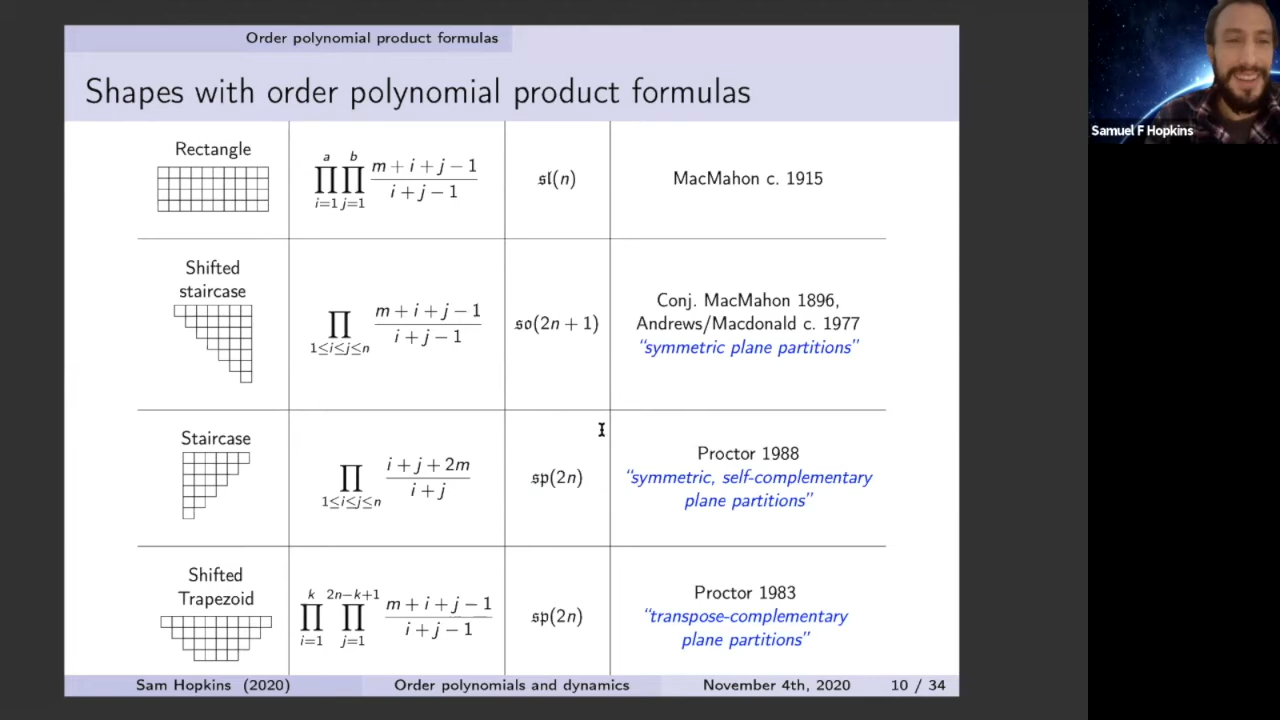 Order polynomial product formulas
Shapes with order polynomial product formulas
Rectangle
a b
∏ ∏ m + i + j − 1 / i + j − 1
i=1 j=1
𝔰𝔩(n)
MacMahon c. 1915
Shifted
staircase
∏ m + i + j − 1 / i + j − 1
1≤i≤j≤n
𝔰𝔬(2n + 1)
Conj. MacMahon 1896,
Andrews/Macdonald c. 1977
“symmetric plane partitions”
Staircase
∏ i + j + 2m / i + j
1≤i≤j≤n
𝔰𝔭(2n)
Proctor 1988
“symmetric, self-complementary
plane partitions”
Shifted
Trapezoid
k 2n−k+1
∏ ∏ m + i + j − 1 / i + j − 1
i=1 j=1
𝔰𝔭(2n)
Proctor 1983
“transpose-complementary
plane partitions”
Sam Hopkins (2020)
Order polynomials and dynamics
November 4th, 2020
10 / 34
Samuel F Hopkins